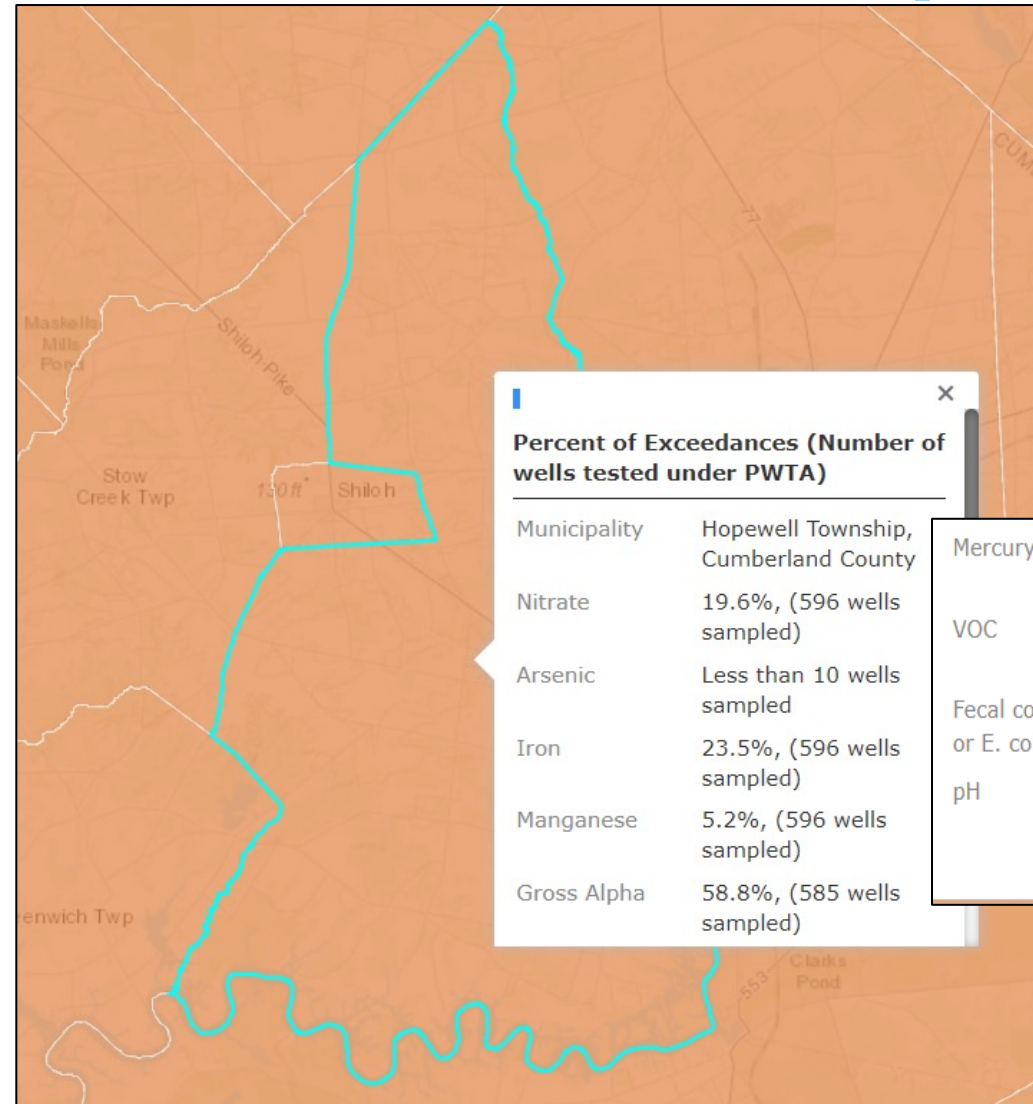 CUM
77
Maskells
Mills
Pond
Shiloh Pike
×
Percent of Exceedances (Number of
wells tested under PWTA)
Stow
Creek Twp
130 ft
Shiloh
Municipality
Hopewell Township,
Cumberland County
Nitrate
19.6%, (596 wells
sampled)
Arsenic
Less than 10 wells
sampled
Iron
23.5%, (596 wells
sampled)
Manganese
5.2%, (596 wells
sampled)
Gross Alpha
58.8%, (585 wells
sampled)
Mercury
VOC
Fecal co
or E. co
pH
enwich Twp
Clarks
Pond
553